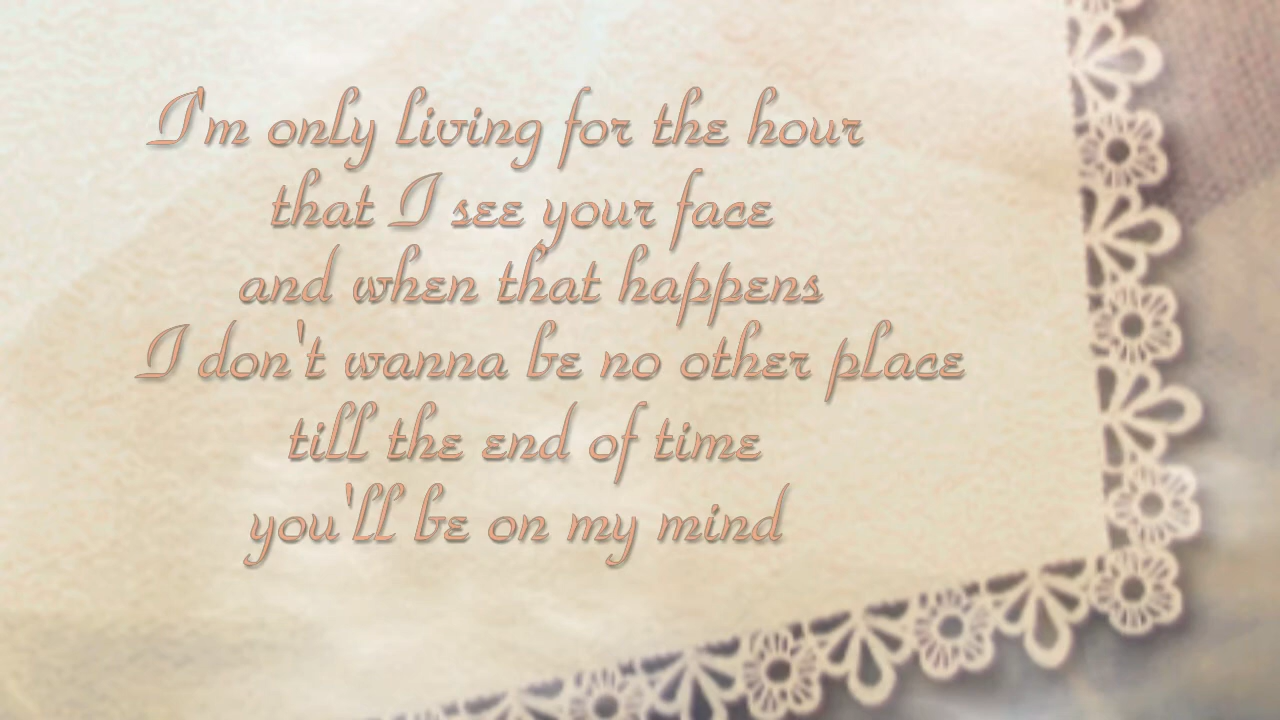 I'm only living for the hour
that I see your face
and when that happens
I don't wanna be no other place
till the end of time
you'll be on my mind